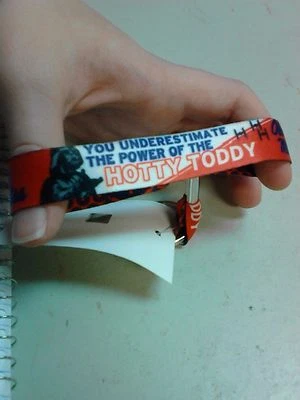 YOU UNDERESTIMATE
THE POWER OF THE
HOTTY TODDY